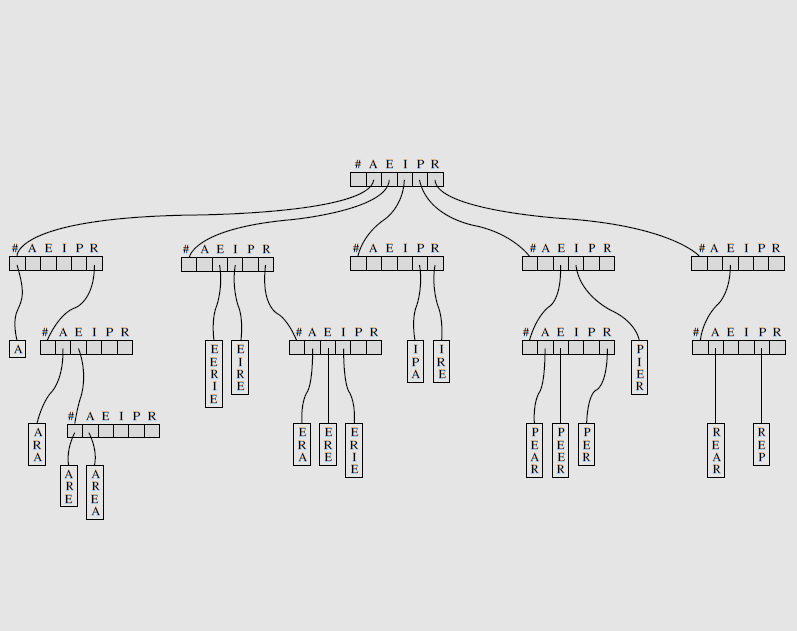 # A E I P R
# A E I P R
# A E I P R
# A E I P R
# A E I P R
# A E I P R
A
# A E I P R
EERIE
EIRE
# A E I P R
IPA
IRE
# A E I P R
PIER
# A E I P R
ARA
# A E I P R
ERA
ERE
ERIE
PEAR
PEER
PER
REAR
REP
ARE
AREA